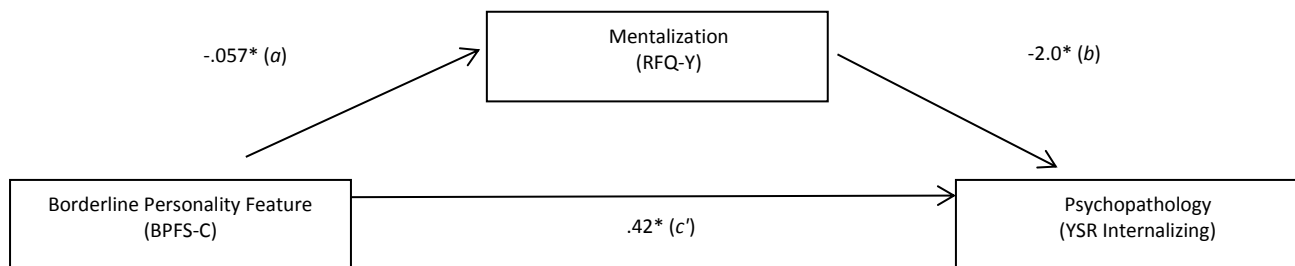 Mentalization
(RFQ-Y)
-.057* (a)
-2.0* (b)
Borderline Personality Feature
(BPFS-C)
.42* (c')
Psychopathology
(YSR Internalizing)